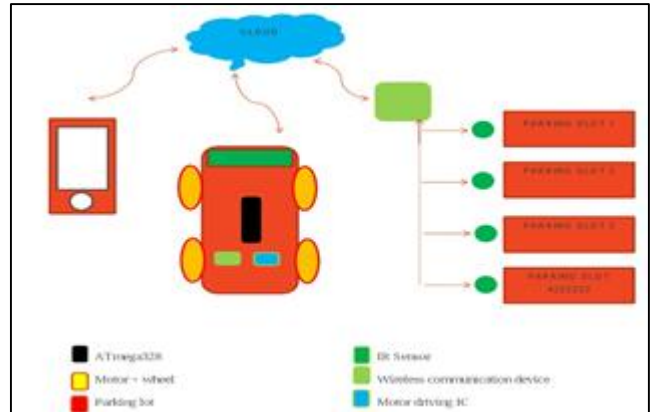 CLOUD
PARKING SLOT 1
PARKING SLOT 2
PARKING SLOT 3
PARKING SLOT
ATmega328
Motor + wheel
Parking lot
IR Sensor
Wireless communication device
Motor driving IC